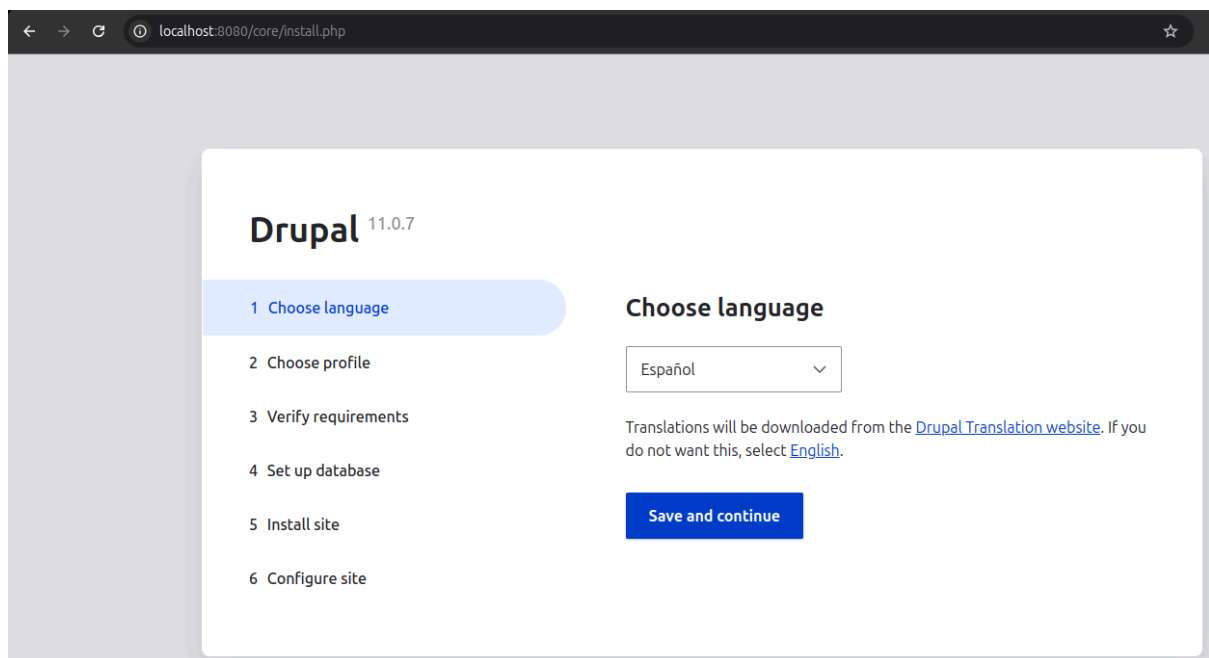 localhost:8080/core/install.php
Drupal 11.0.7
1 Choose language
2 Choose profile
3 Verify requirements
4 Set up database
5 Install site
6 Configure site
Choose language
Español
Translations will be downloaded from the Drupal Translation website. If you
do not want this, select English.
Save and continue